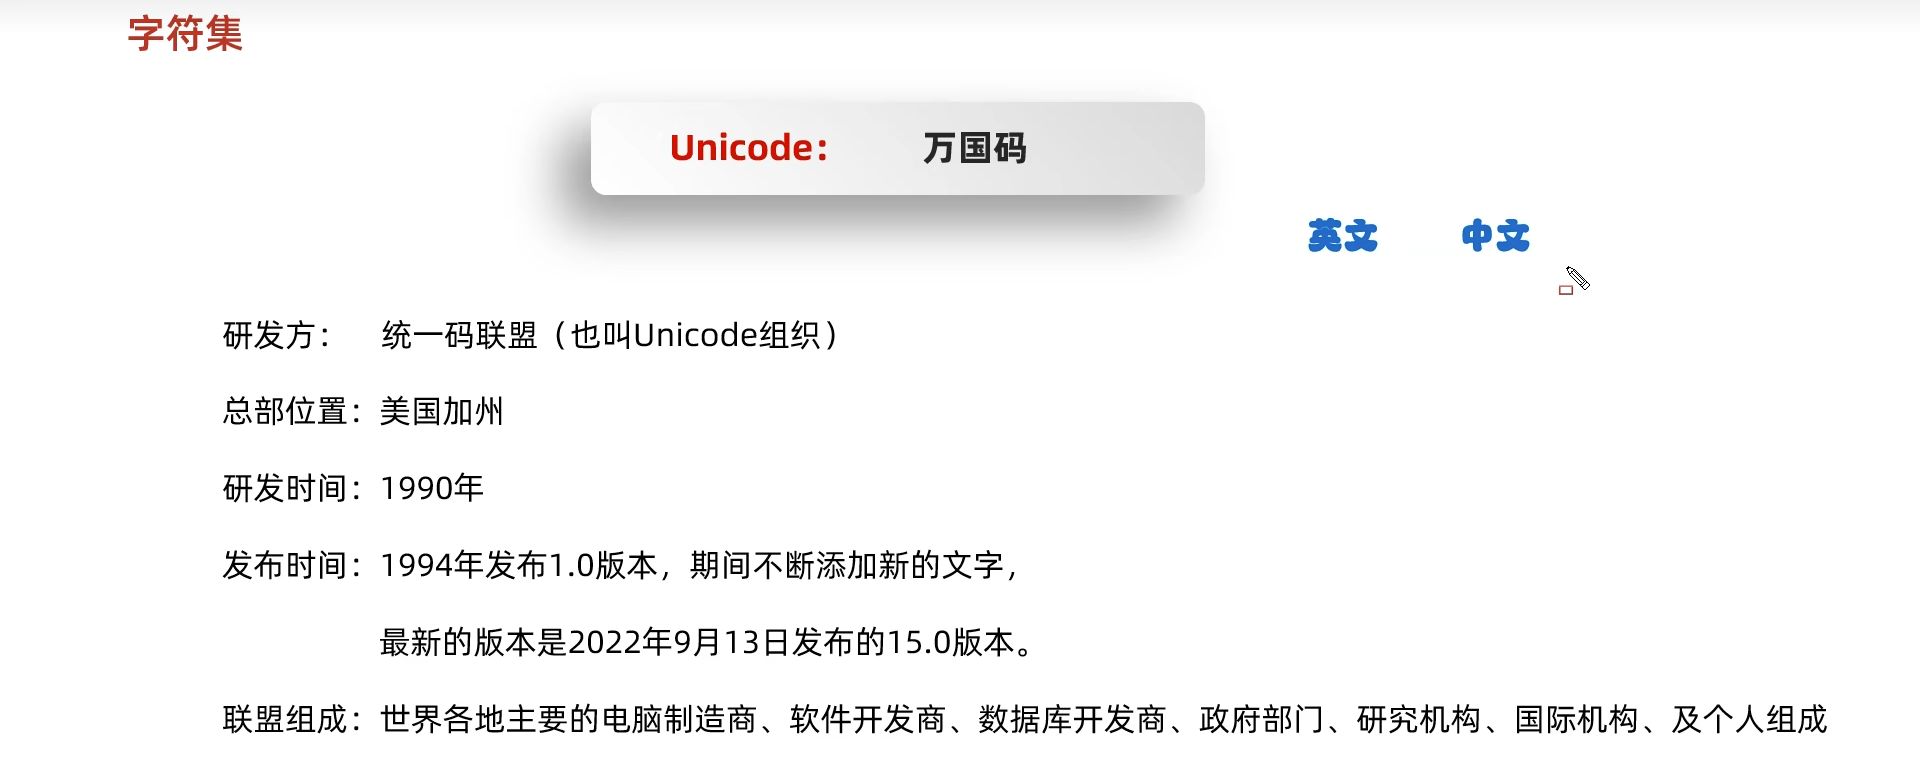 字符集
Unicode： 万国码
英文 中文
研发方： 统一码联盟（也叫Unicode组织）
总部位置：美国加州
研发时间：1990年
发布时间：1994年发布1.0版本，期间不断添加新的文字，
最新的版本是2022年9月13日发布的15.0版本。
联盟组成：世界各地主要的电脑制造商、软件开发商、数据库开发商、政府部门、研究机构、国际机构、及个人组成